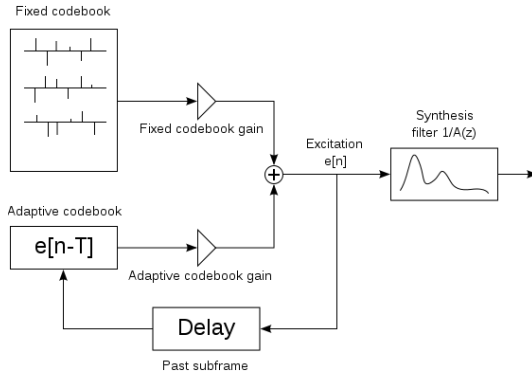 Fixed codebook
Fixed codebook gain
Synthesis
filter 1/A(z)
Excitation
e[n]
Adaptive codebook
e[n-T]
Adaptive codebook gain
Delay
Past subframe